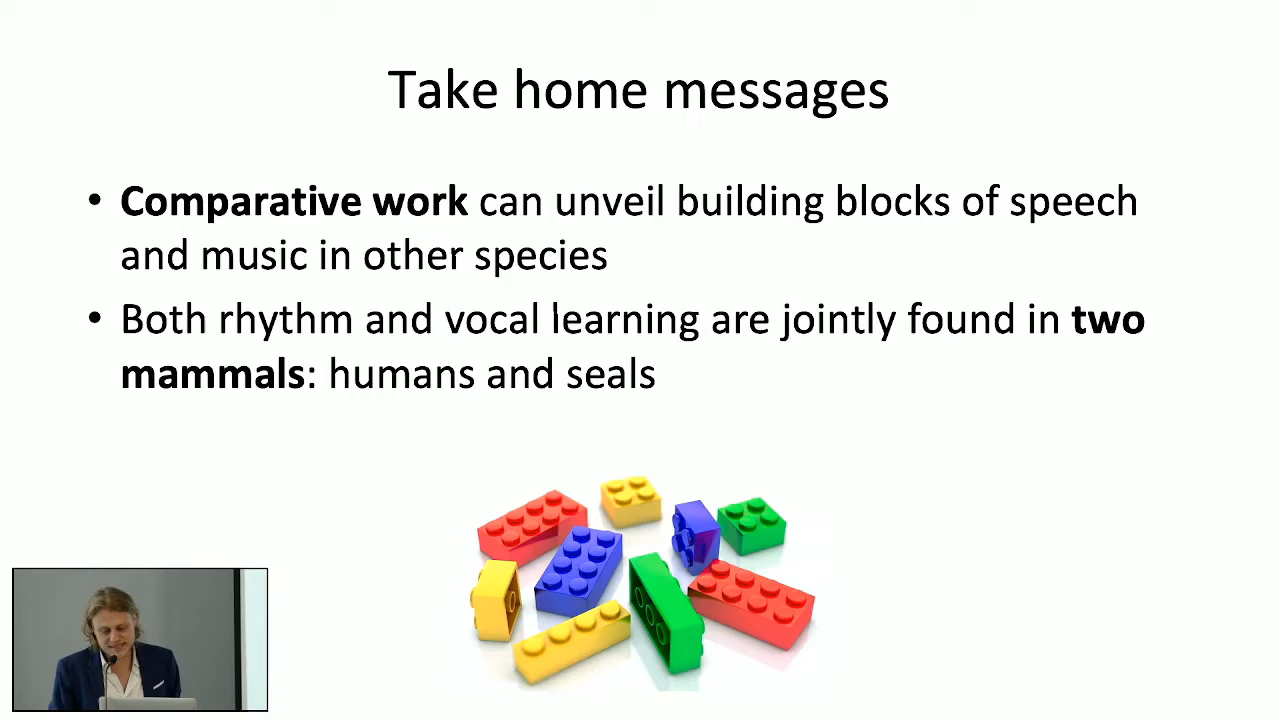 Take home messages
• Comparative work can unveil building blocks of speech
and music in other species
• Both rhythm and vocal learning are jointly found in two
mammals: humans and seals